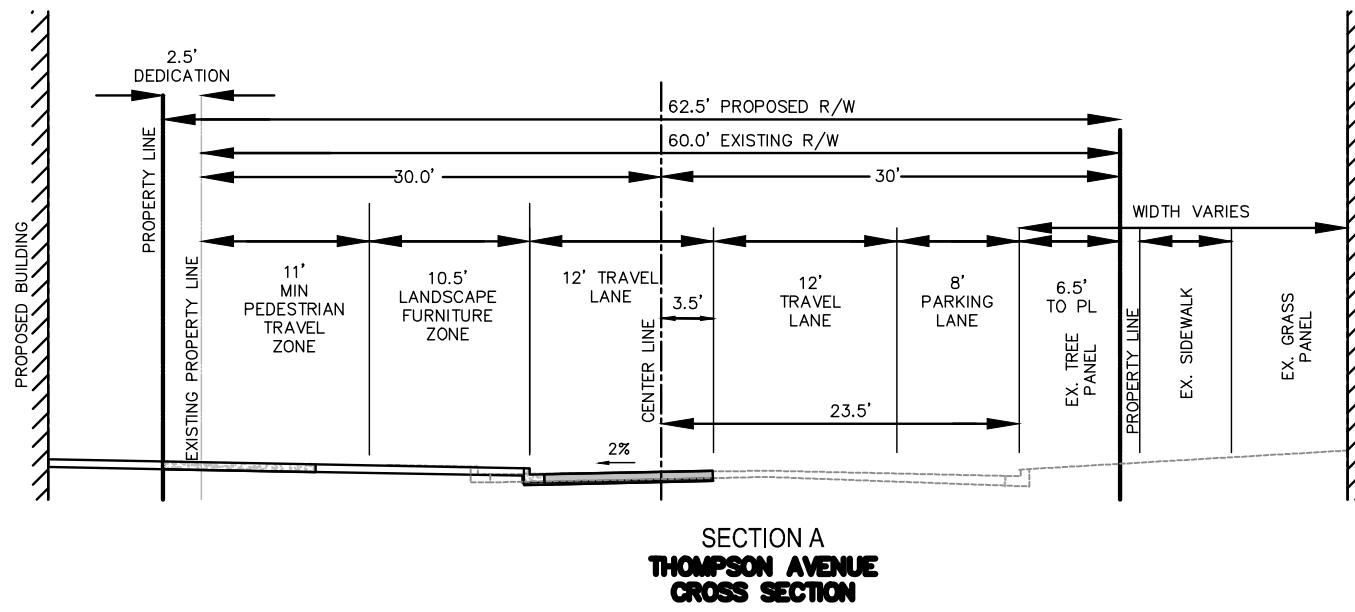 2.5'
DEDICATION
62.5' PROPOSED R/W
60.0' EXISTING R/W
30.0'
30'
WIDTH VARIES
PROPOSED BUILDING
PROPERTY LINE
EXISTING PROPERTY LINE
11'
MIN
PEDESTRIAN
TRAVEL
ZONE
10.5'
LANDSCAPE
FURNITURE
ZONE
12' TRAVEL
LANE
CENTER LINE
3.5'
12'
TRAVEL
LANE
8'
PARKING
LANE
6.5'
TO PL
EX. TREE
PANEL
PROPERTY LINE
EX. SIDEWALK
EX. GRASS
PANEL
23.5'
2%
SECTION A
THOMPSON AVENUE
CROSS SECTION